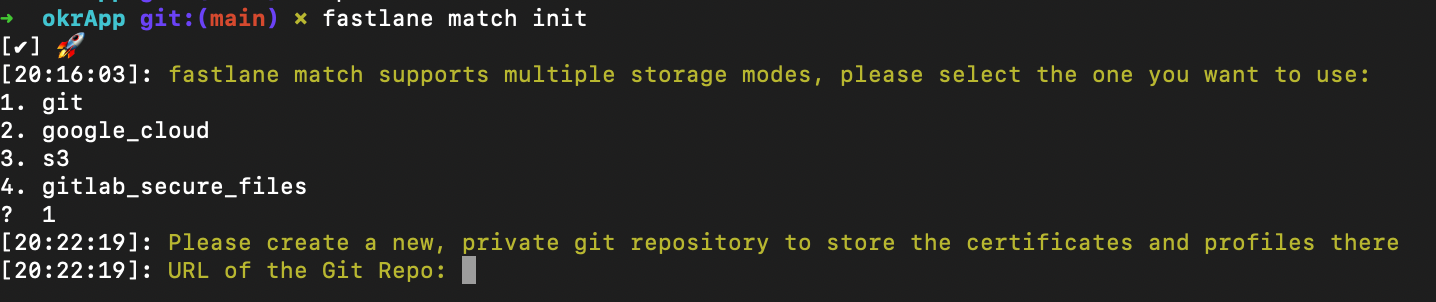 ➜ okrApp git:(main) × fastlane match init
[✔] 🚀
[20:16:03]: fastlane match supports multiple storage modes, please select the one you want to use:
1. git
2. google_cloud
3. s3
4. gitlab_secure_files
? 1
[20:22:19]: Please create a new, private git repository to store the certificates and profiles there
[20:22:19]: URL of the Git Repo: